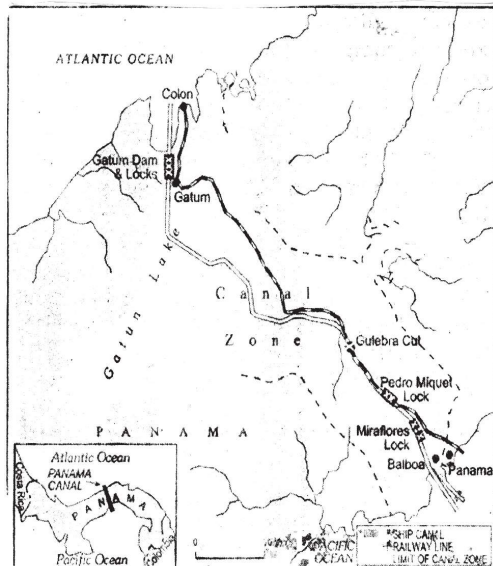 ATLANTIC OCEAN
Colon
Gatum Dam
& Locks
Gatum
Gatun Lake
Canal
Zone
Gulebra Cut
Pedro Miquel
Lock
PANAMA
Miraflores
Lock
Balboa
Panama
Atlantic Ocean
PANAMA
CANAL
Costa Rica
PANAMA
Pacific Ocean
0
PACIFIC
OCEAN
SHIP CANEL
RAILWAY LINE
LIMIT OF CANAL ZONE